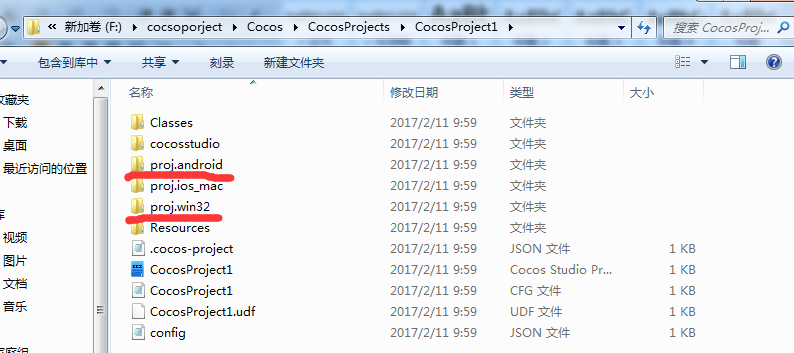 « 新加卷 (F:) ▸ cocsoporject ▸ Cocos ▸ CocosProjects ▸ CocosProject1 ▸ 搜索 CocosProj...
包含到库中 共享 刻录 新建文件夹
名称 修改日期 类型 大小
收藏夹
下载
桌面
最近访问的位置
库
视频
图片
文档
音乐
家庭组
Classes 2017/2/11 9:59 文件夹
cocosstudio 2017/2/11 9:59 文件夹
proj.android 2017/2/11 9:59 文件夹
proj.ios_mac 2017/2/11 9:59 文件夹
proj.win32 2017/2/11 9:59 文件夹
Resources 2017/2/11 9:59 文件夹
.cocos-project 2017/2/11 9:59 JSON 文件 1 KB
CocosProject1 2017/2/11 9:59 Cocos Studio Pr... 1 KB
CocosProject1 2017/2/11 9:59 CFG 文件 1 KB
CocosProject1.udf 2017/2/11 9:59 UDF 文件 1 KB
config 2017/2/11 9:59 JSON 文件 1 KB